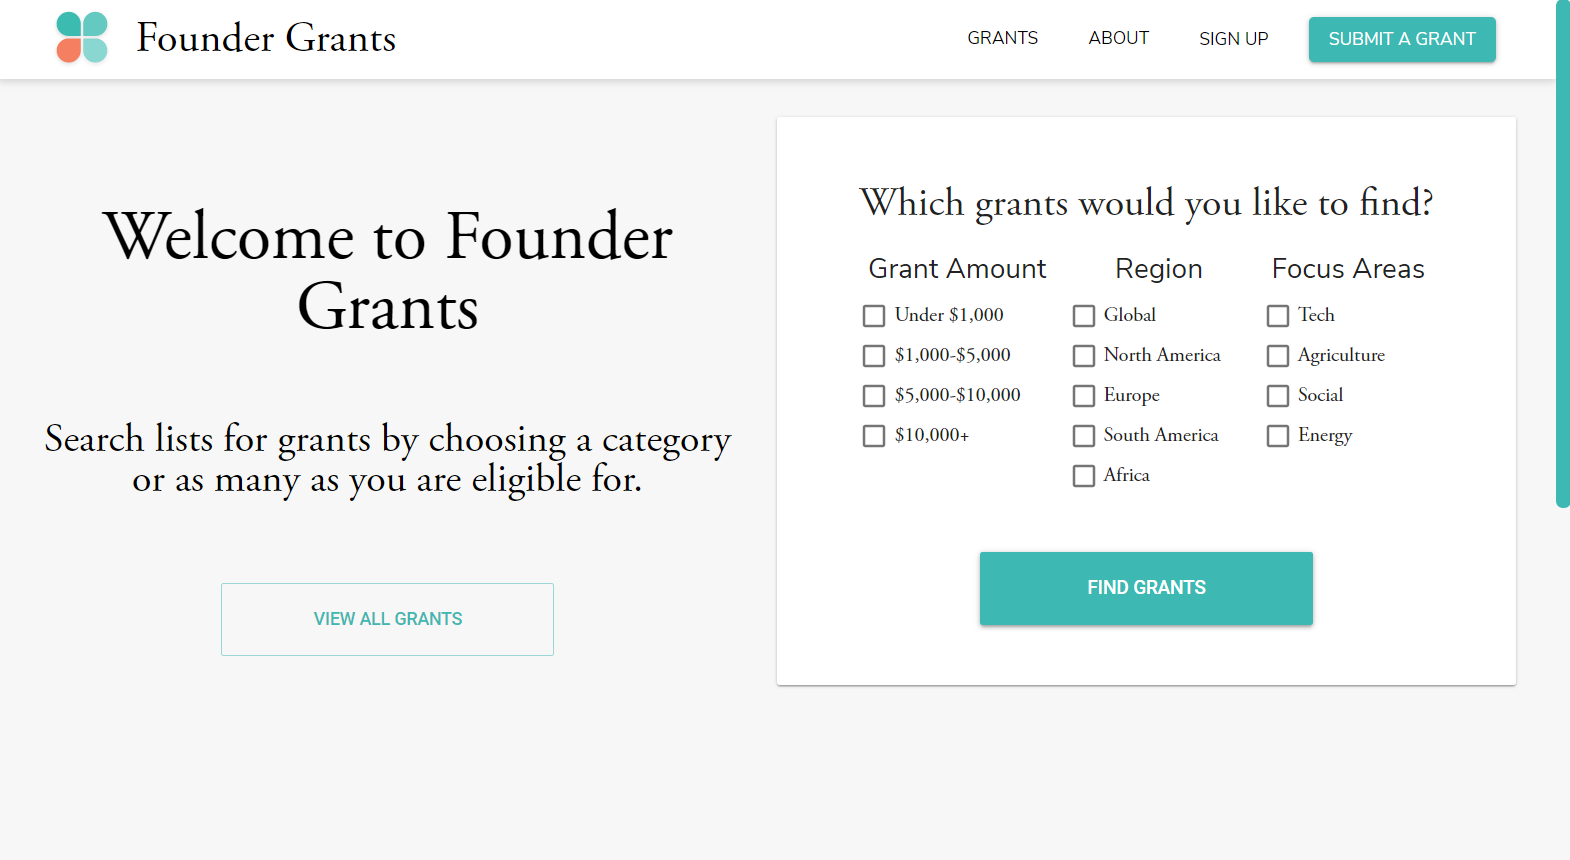 Founder Grants
GRANTS
ABOUT
SIGN UP
SUBMIT A GRANT
Welcome to Founder
Grants
Search lists for grants by choosing a category
or as many as you are eligible for.
VIEW ALL GRANTS
Which grants would you like to find?
Grant Amount
Under $1,000
$1,000-$5,000
$5,000-$10,000
$10,000+
Region
Global
North America
Europe
South America
Africa
Focus Areas
Tech
Agriculture
Social
Energy
FIND GRANTS